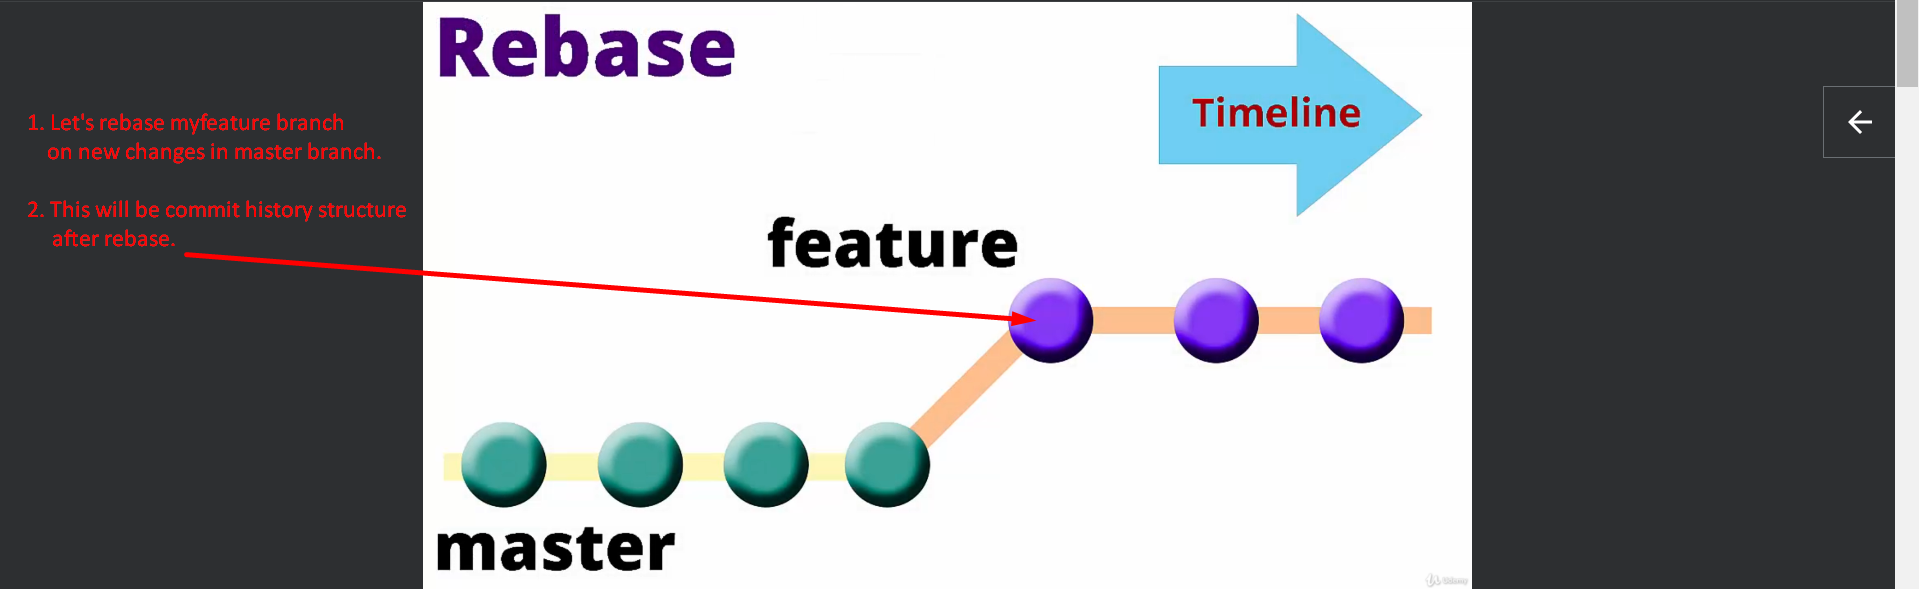 Rebase
Timeline
1. Let's rebase myfeature branch
on new changes in master branch.
2. This will be commit history structure
after rebase.
feature
master
Udemy